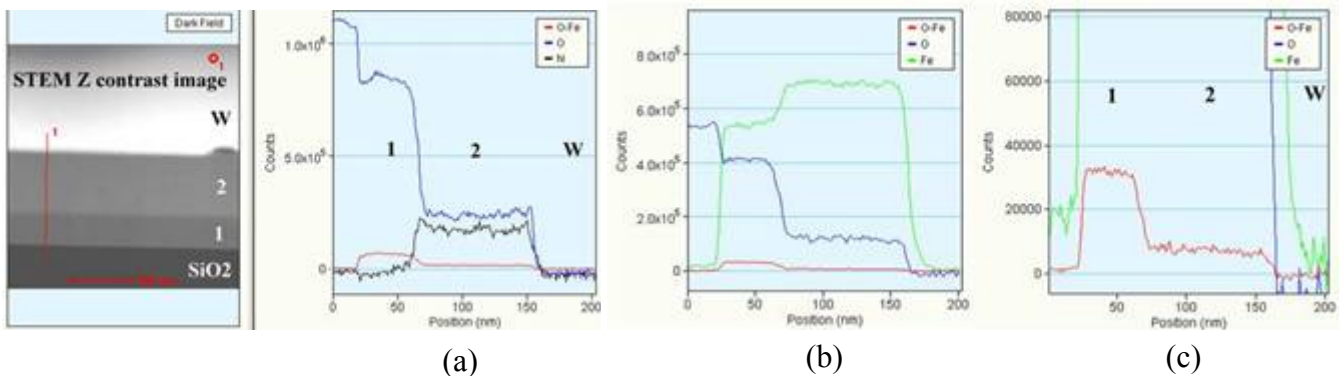 Dark Field
1
STEM Z contrast image
W
1
2
1
SiO2
O-Fe
O
N
1.0x10⁶
5.0x10⁵
0
Counts
1
2
W
0
50
100
150
200
Position (nm)
(a)
O-Fe
O
Fe
8.0x10⁵
6.0x10⁵
4.0x10⁵
2.0x10⁵
0
Counts
0
50
100
150
200
Position (nm)
(b)
O-Fe
O
Fe
80000
60000
40000
20000
0
Counts
1
2
W
50
100
150
200
Position (nm)
(c)